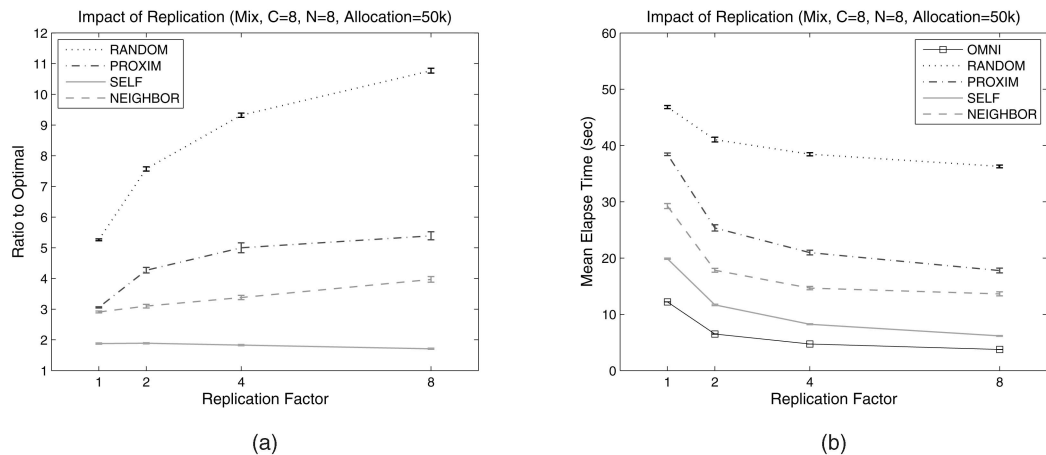 Impact of Replication (Mix, C=8, N=8, Allocation=50k)
12
11
10
9
8
7
6
5
4
3
2
1
Ratio to Optimal
RANDOM
PROXIM
SELF
NEIGHBOR
1
2
4
8
Replication Factor
(a)
Impact of Replication (Mix, C=8, N=8, Allocation=50k)
60
50
40
30
20
10
0
Mean Elapse Time (sec)
OMNI
RANDOM
PROXIM
SELF
NEIGHBOR
1
2
4
8
Replication Factor
(b)